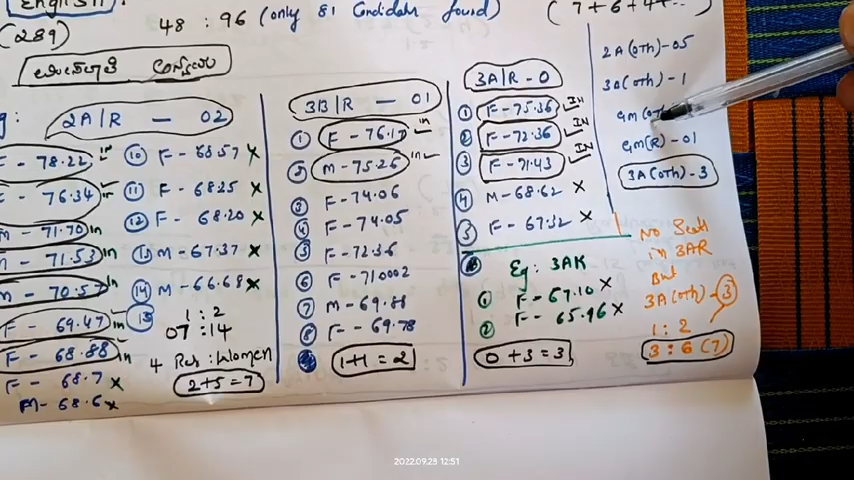 English:
(289)
48 : 96 (only 81 Candidates found)
(7+6+4+...)
2A|R — 02
F - 78.22 in
F - 76.34 in
M - 71.70 in
M - 71.53 in
M - 70.57 in
F - 69.47 in
F - 68.88 in
F - 68.7 x
M - 68.6 x
10 F - 68.57 x
11 F - 68.25 x
12 F - 68.20 x
13 M - 67.37 x
14 M - 66.68 x
15
1 : 2
07 : 14
4 Res : Women
2+5=7
3B|R — 01
1 F - 76.17 in
2 M - 75.26 in
3 F - 74.06
4 F - 74.05
5 F - 72.36
6 F - 71.0002
7 M - 69.88
8 F - 69.78
1+1=2
3A|R - 0
1 F - 75.36 IN
2 F - 72.36 IN
3 F - 71.43 IN
4 M - 68.62 x
5 F - 67.32 x
Eg: 3AK
1 F - 67.10 x
2 F - 65.96 x
0+3=3
2A(oth) - 05
3B(oth) - 1
GM(R) - 01
3A(oth) - 3
No Seat
in 3AR
But
3A(oth) - 3
1 : 2
3 : 6 (7)
2022.09.23 12:51